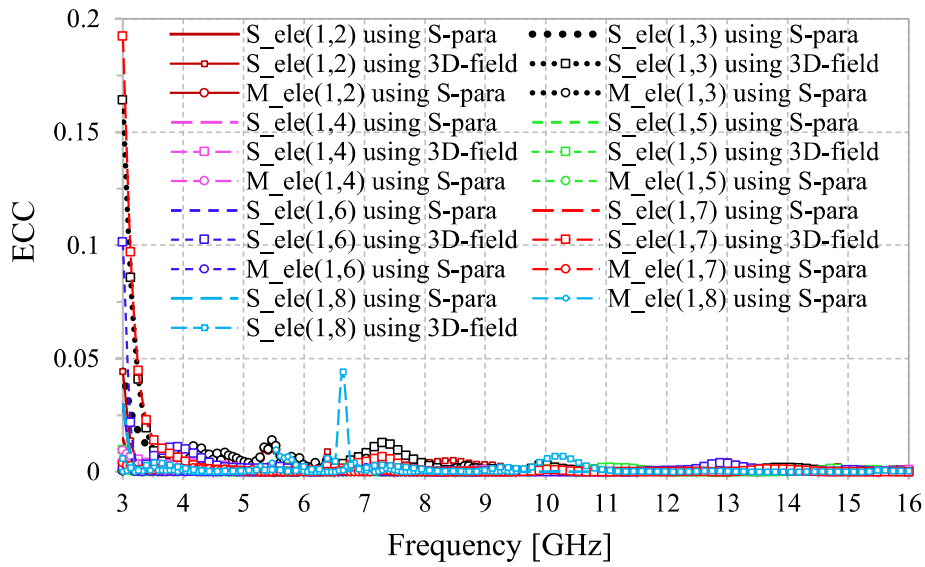 0.2
S_ele(1,2) using S-para
S_ele(1,3) using S-para
S_ele(1,2) using 3D-field
S_ele(1,3) using 3D-field
M_ele(1,2) using S-para
M_ele(1,3) using S-para
0.15
S_ele(1,4) using S-para
S_ele(1,5) using S-para
S_ele(1,4) using 3D-field
S_ele(1,5) using 3D-field
M_ele(1,4) using S-para
M_ele(1,5) using S-para
0.1
S_ele(1,6) using S-para
S_ele(1,7) using S-para
S_ele(1,6) using 3D-field
S_ele(1,7) using 3D-field
M_ele(1,6) using S-para
M_ele(1,7) using S-para
S_ele(1,8) using S-para
M_ele(1,8) using S-para
S_ele(1,8) using 3D-field
ECC
0.05
0
3 4 5 6 7 8 9 10 11 12 13 14 15 16
Frequency [GHz]